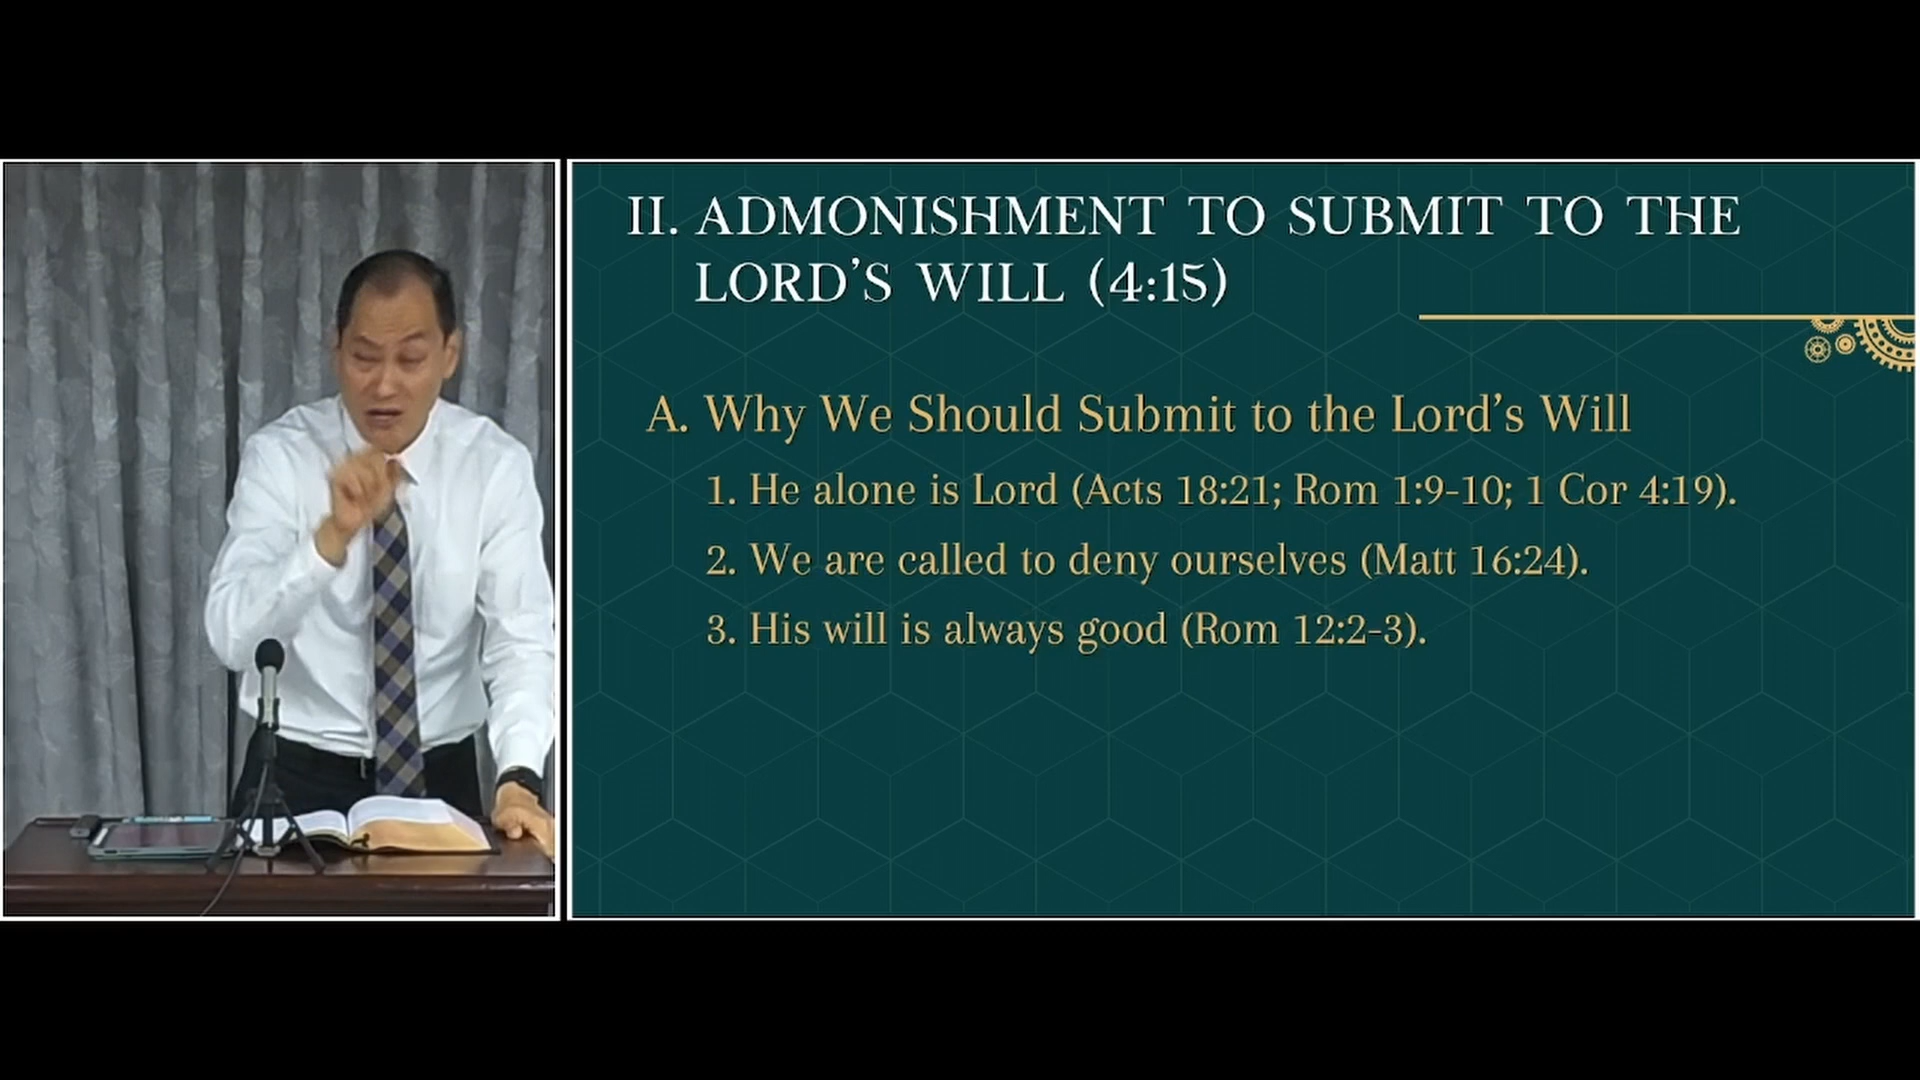 II. ADMONISHMENT TO SUBMIT TO THE
LORD’S WILL (4:15)
A. Why We Should Submit to the Lord’s Will
1. He alone is Lord (Acts 18:21; Rom 1:9-10; 1 Cor 4:19).
2. We are called to deny ourselves (Matt 16:24).
3. His will is always good (Rom 12:2-3).